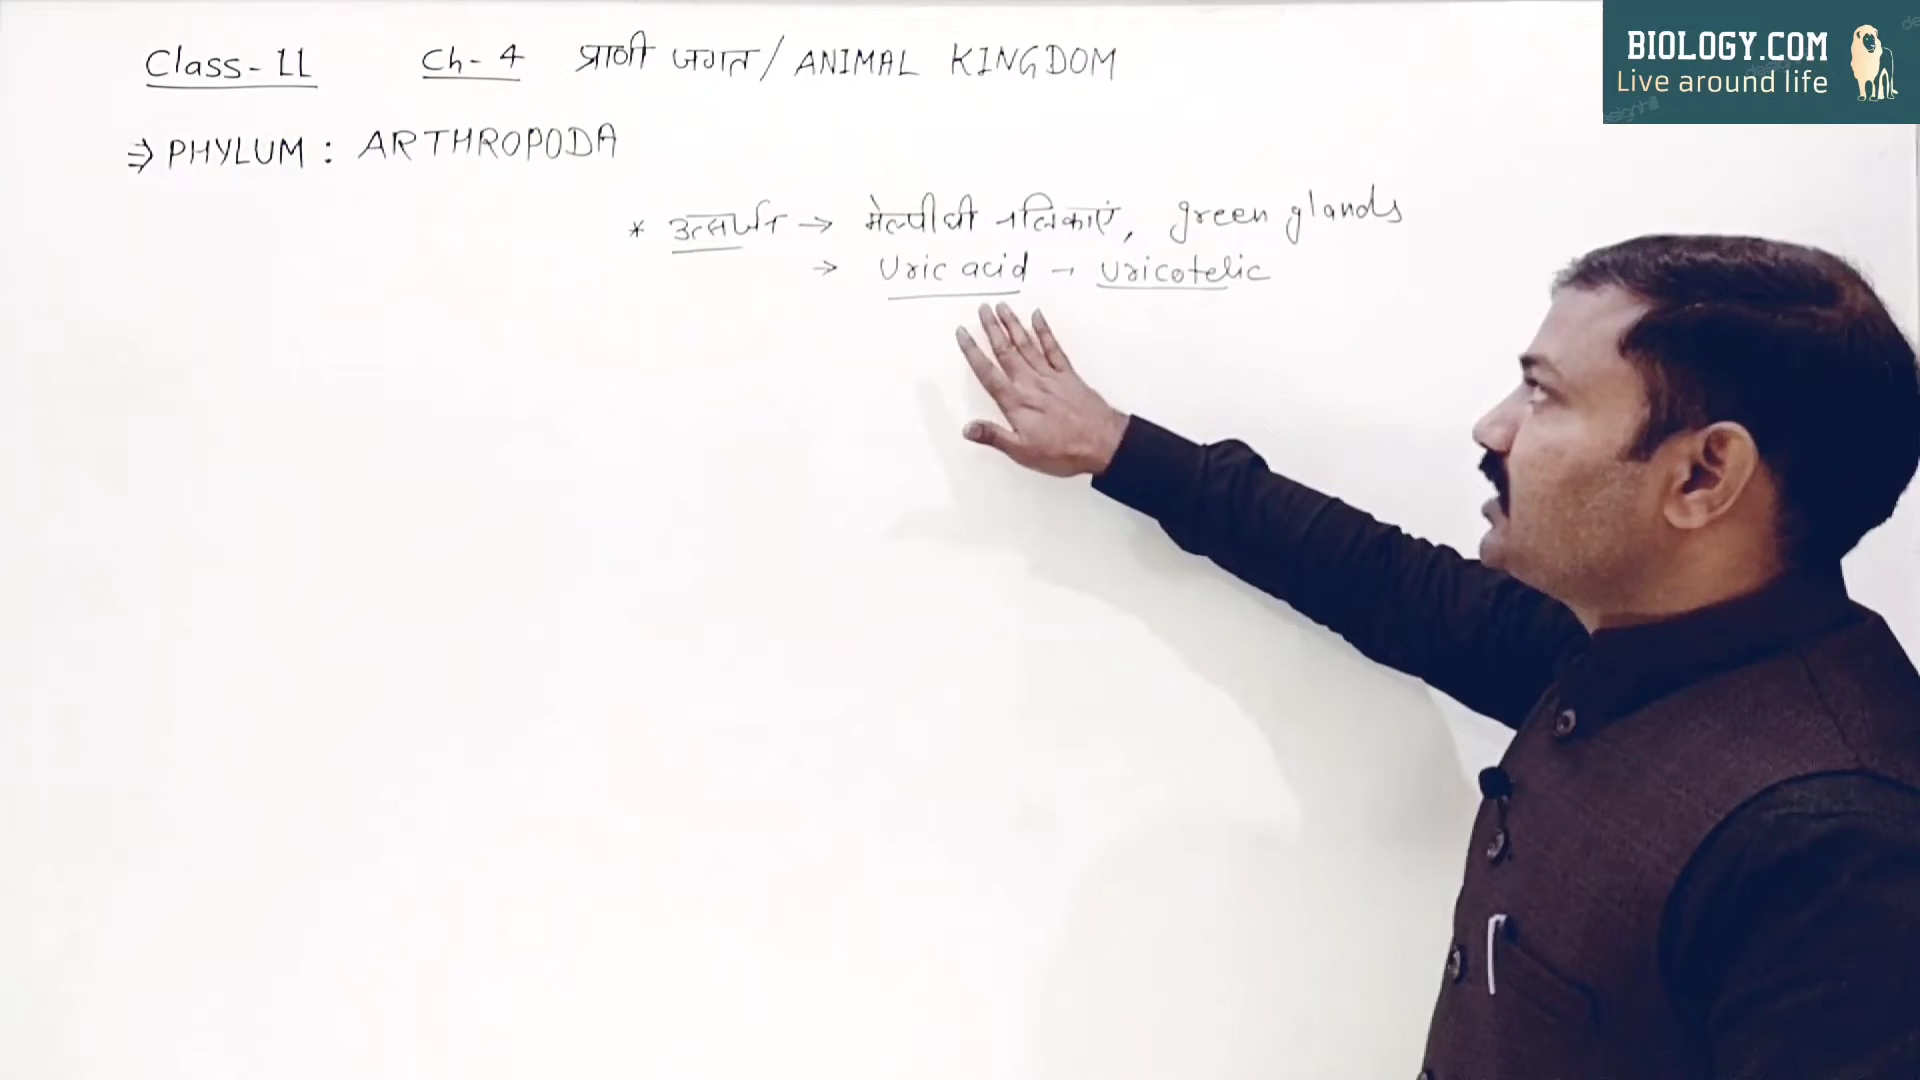 Class-11 Ch-4 प्राणी जगत / ANIMAL KINGDOM
BIOLOGY.COM
Live around life
⇒ PHYLUM : ARTHROPODA
* उत्सर्जन → मेल्पीघी नलिकाएं, green glands
→ Uric acid → Uricotelic